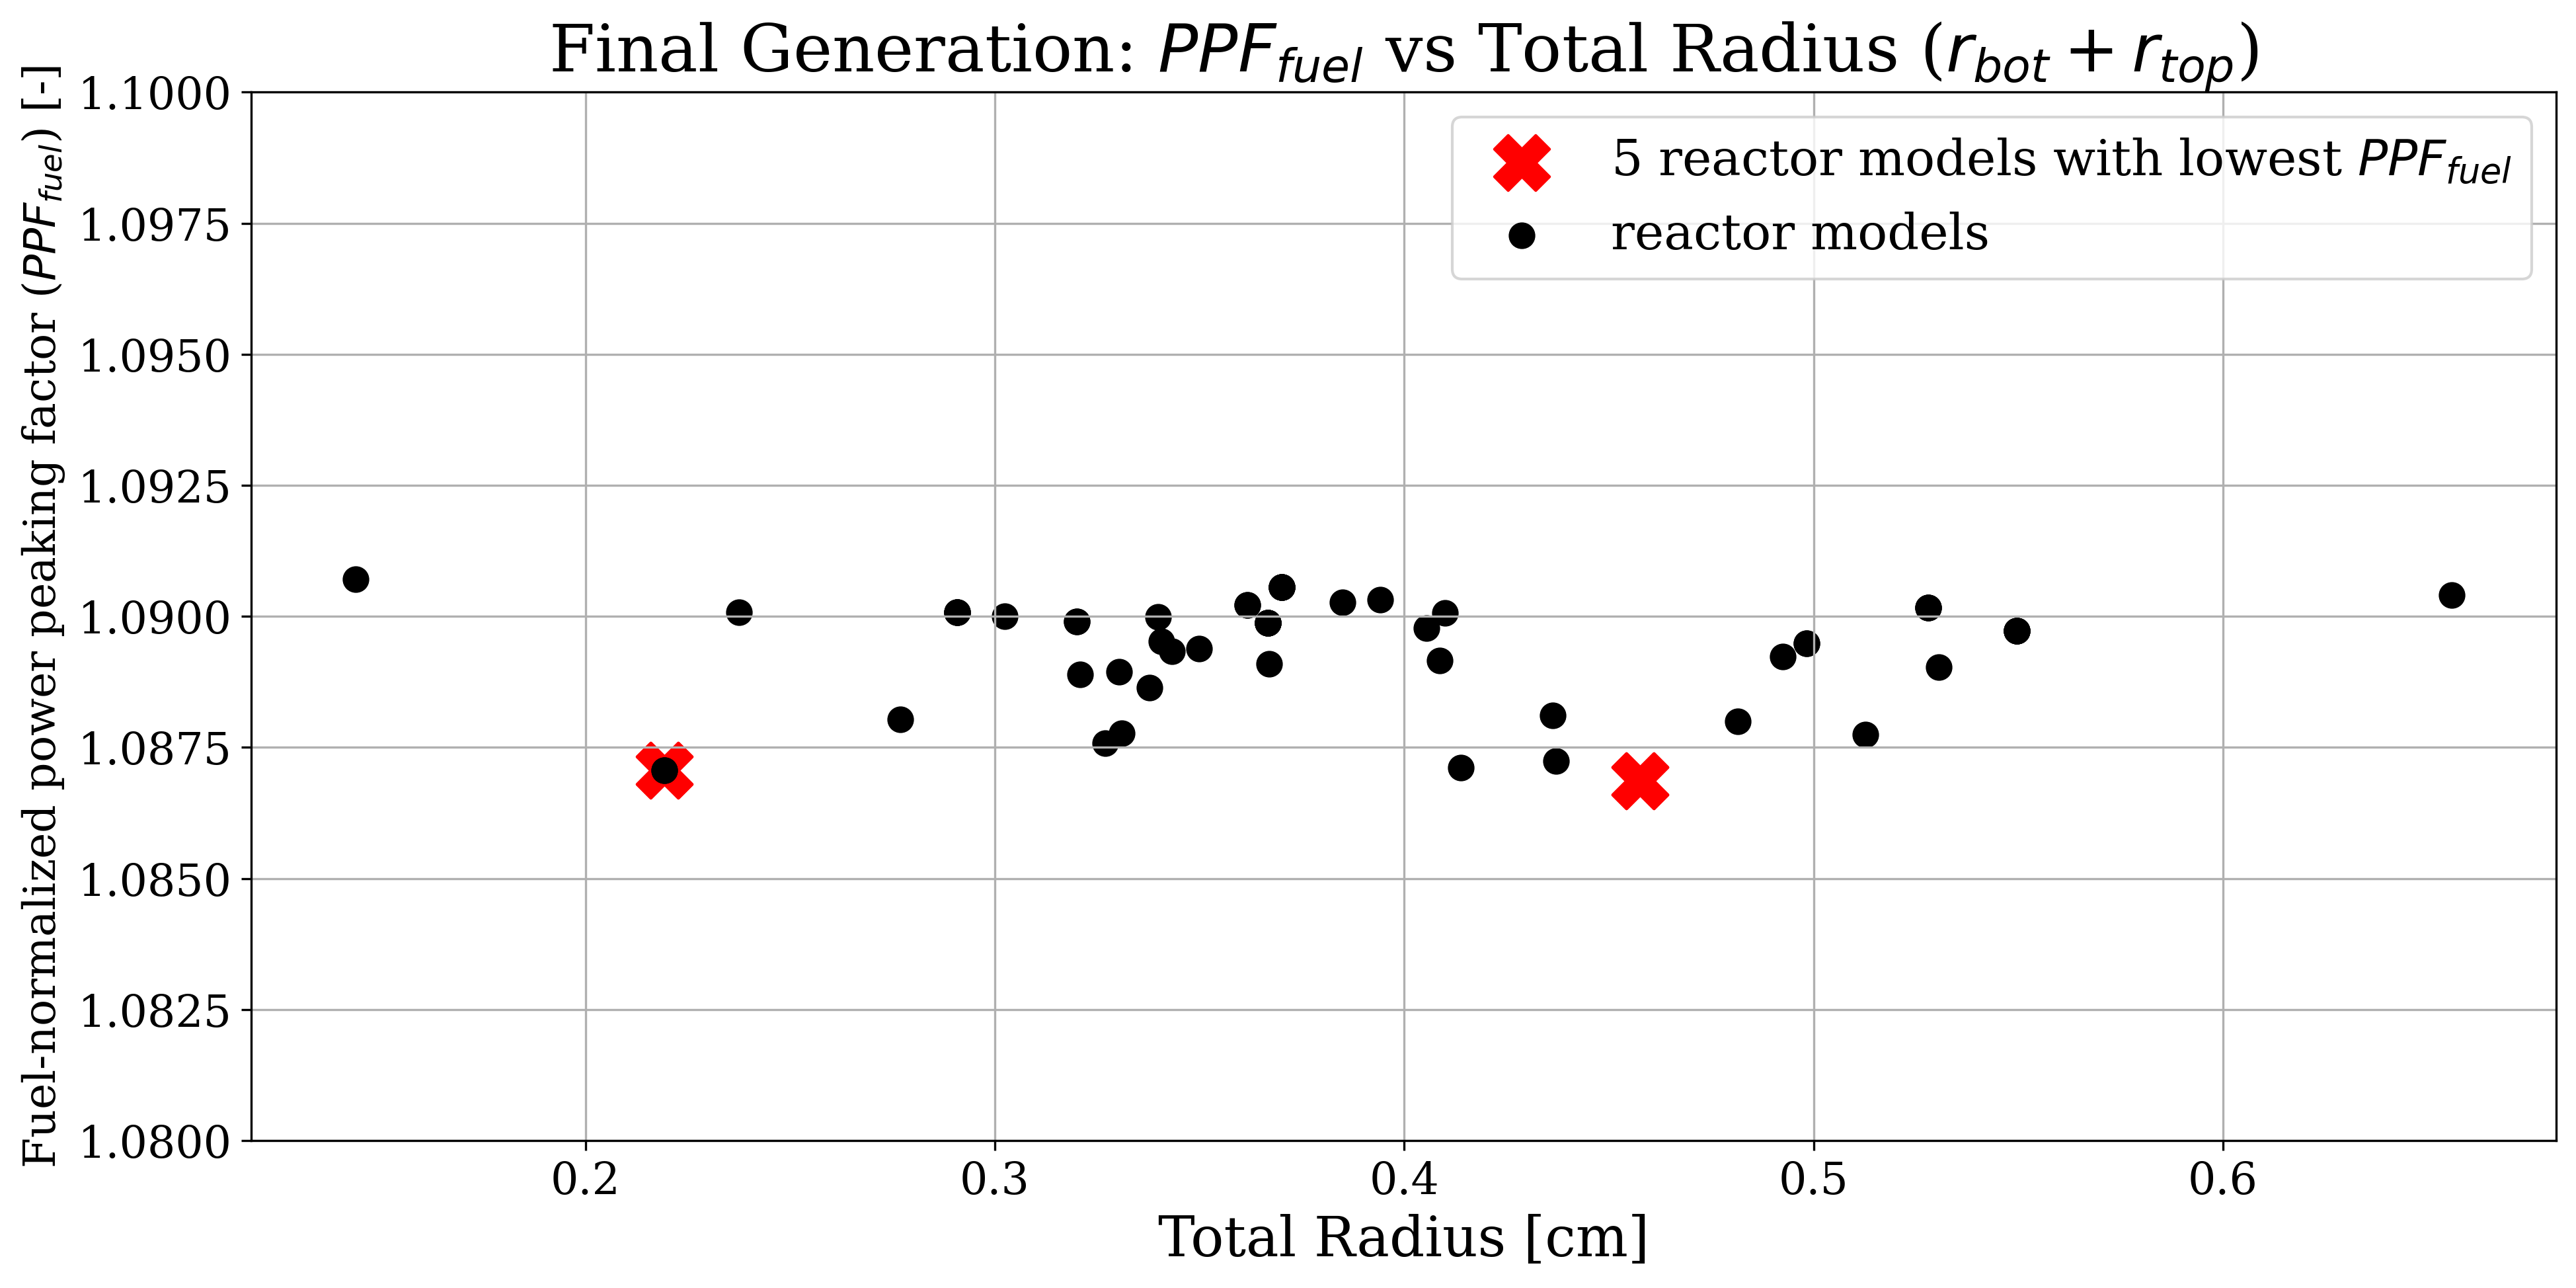 Final Generation: PPF_fuel vs Total Radius (r_bot + r_top)
Fuel-normalized power peaking factor (PPF_fuel) [-]
1.1000
1.0975
1.0950
1.0925
1.0900
1.0875
1.0850
1.0825
1.0800
5 reactor models with lowest PPF_fuel
reactor models
0.2 0.3 0.4 0.5 0.6
Total Radius [cm]